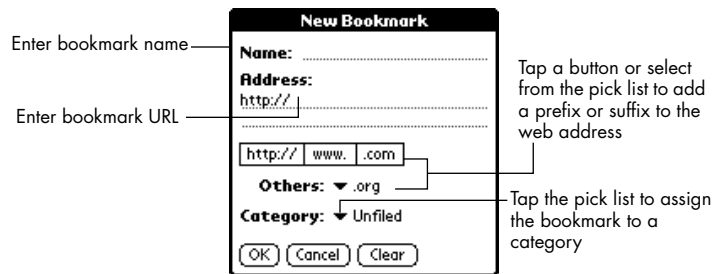 New Bookmark
Enter bookmark name
Name:
Address:
http://
Enter bookmark URL
Tap a button or select
from the pick list to add
a prefix or suffix to the
web address
http:// www. .com
Others: .org
Category: Unfiled
Tap the pick list to assign
the bookmark to a
category
OK Cancel Clear